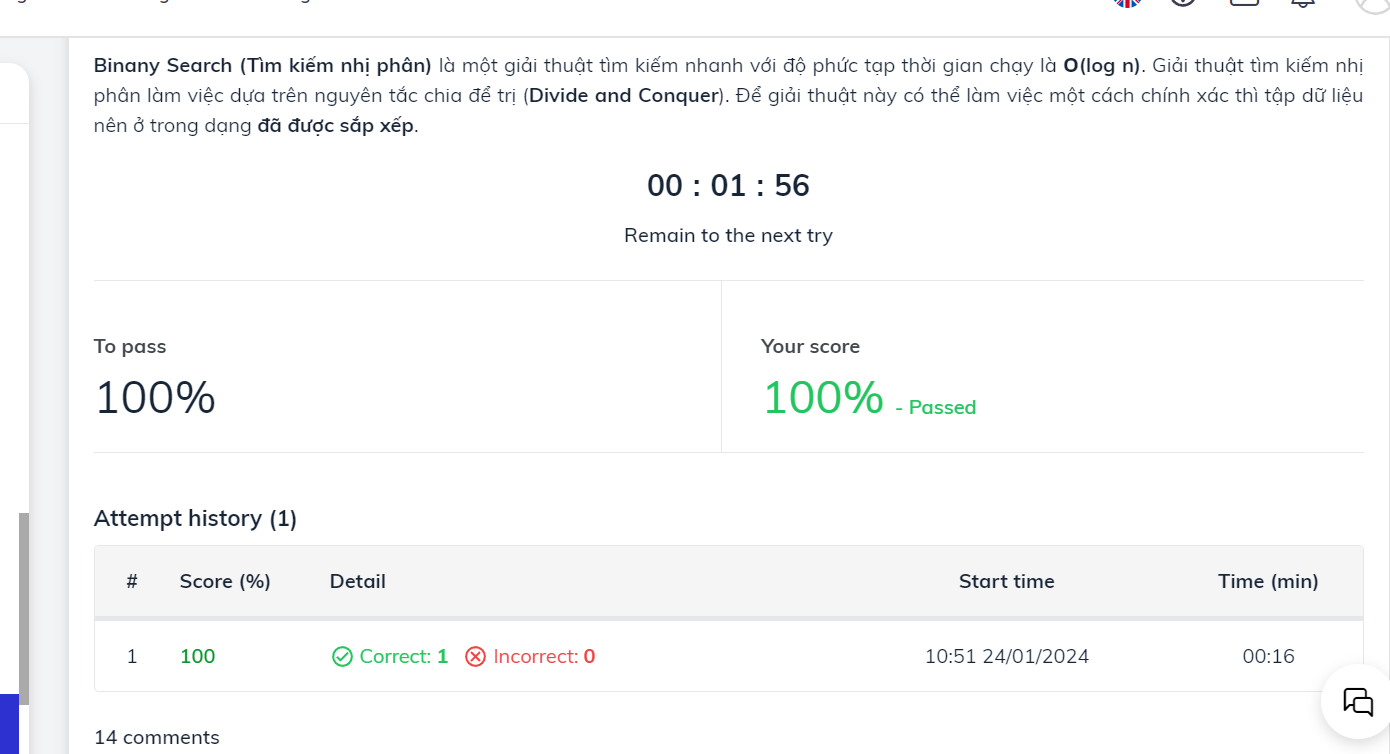 Binany Search (Tìm kiếm nhị phân) là một giải thuật tìm kiếm nhanh với độ phức tạp thời gian chạy là O(log n). Giải thuật tìm kiếm nhị
phân làm việc dựa trên nguyên tắc chia để trị (Divide and Conquer). Để giải thuật này có thể làm việc một cách chính xác thì tập dữ liệu
nên ở trong dạng đã được sắp xếp.
00 : 01 : 56
Remain to the next try
To pass
100%
Your score
100% - Passed
Attempt history (1)
# Score (%) Detail Start time Time (min)
1 100 Correct: 1 Incorrect: 0 10:51 24/01/2024 00:16
14 comments